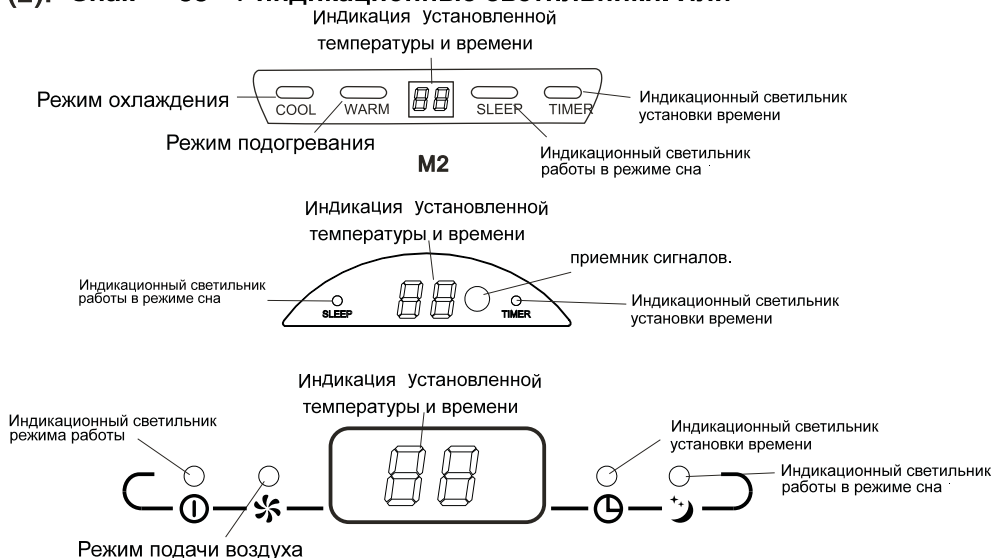 Индикация Установленной
температуры и времени
88
Режим охлаждения
COOL WARM SLEEP TIMER
Индикационный светильник
установки времени
Режим подогревания
Индикационный светильник
работы в режиме сна
M2
Индикация Установленной
температуры и времени
приемник сигналов.
Индикационный светильник
работы в режиме сна
88
SLEEP TIMER
Индикационный светильник
установки времени
Индикация Установленной
температуры и времени
Индикационный светильник
режима работы
88
Индикационный светильник
установки времени
Индикационный светильник
работы в режиме сна
Режим подачи воздуха